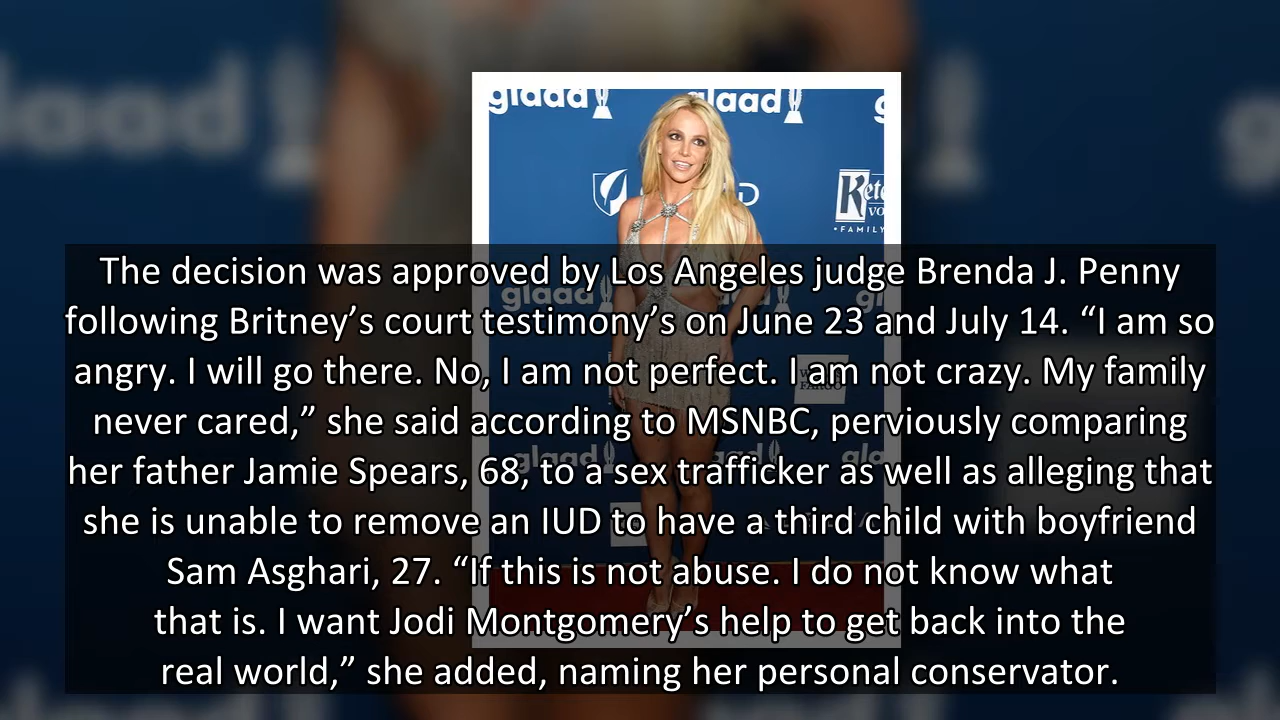 glaad glaad g
laad g
D
Kete
VO
• FAMILY
The decision was approved by Los Angeles judge Brenda J. Penny
following Britney’s court testimony’s on June 23 and July 14. “I am so
angry. I will go there. No, I am not perfect. I am not crazy. My family
never cared,” she said according to MSNBC, perviously comparing
her father Jamie Spears, 68, to a sex trafficker as well as alleging that
she is unable to remove an IUD to have a third child with boyfriend
Sam Asghari, 27. “If this is not abuse. I do not know what
that is. I want Jodi Montgomery’s help to get back into the
real world,” she added, naming her personal conservator.